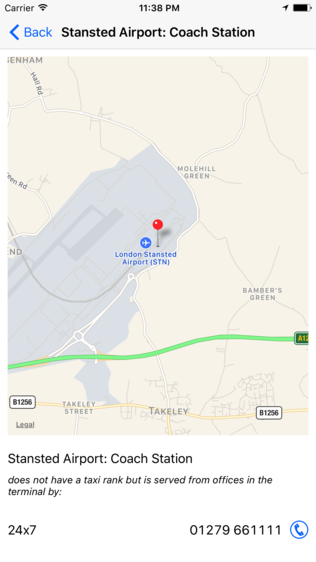 Carrier 11:38 PM
Back Stansted Airport: Coach Station
SENHAM
Hall Rd
MOLEHILL
GREEN
een Rd
END
London Stansted
Airport (STN)
BAMBER'S
GREEN
A12
B1256
TAKELEY
STREET
TAKELEY
B1256
Legal
Stansted Airport: Coach Station
does not have a taxi rank but is served from offices in the
terminal by:
24x7 01279 661111